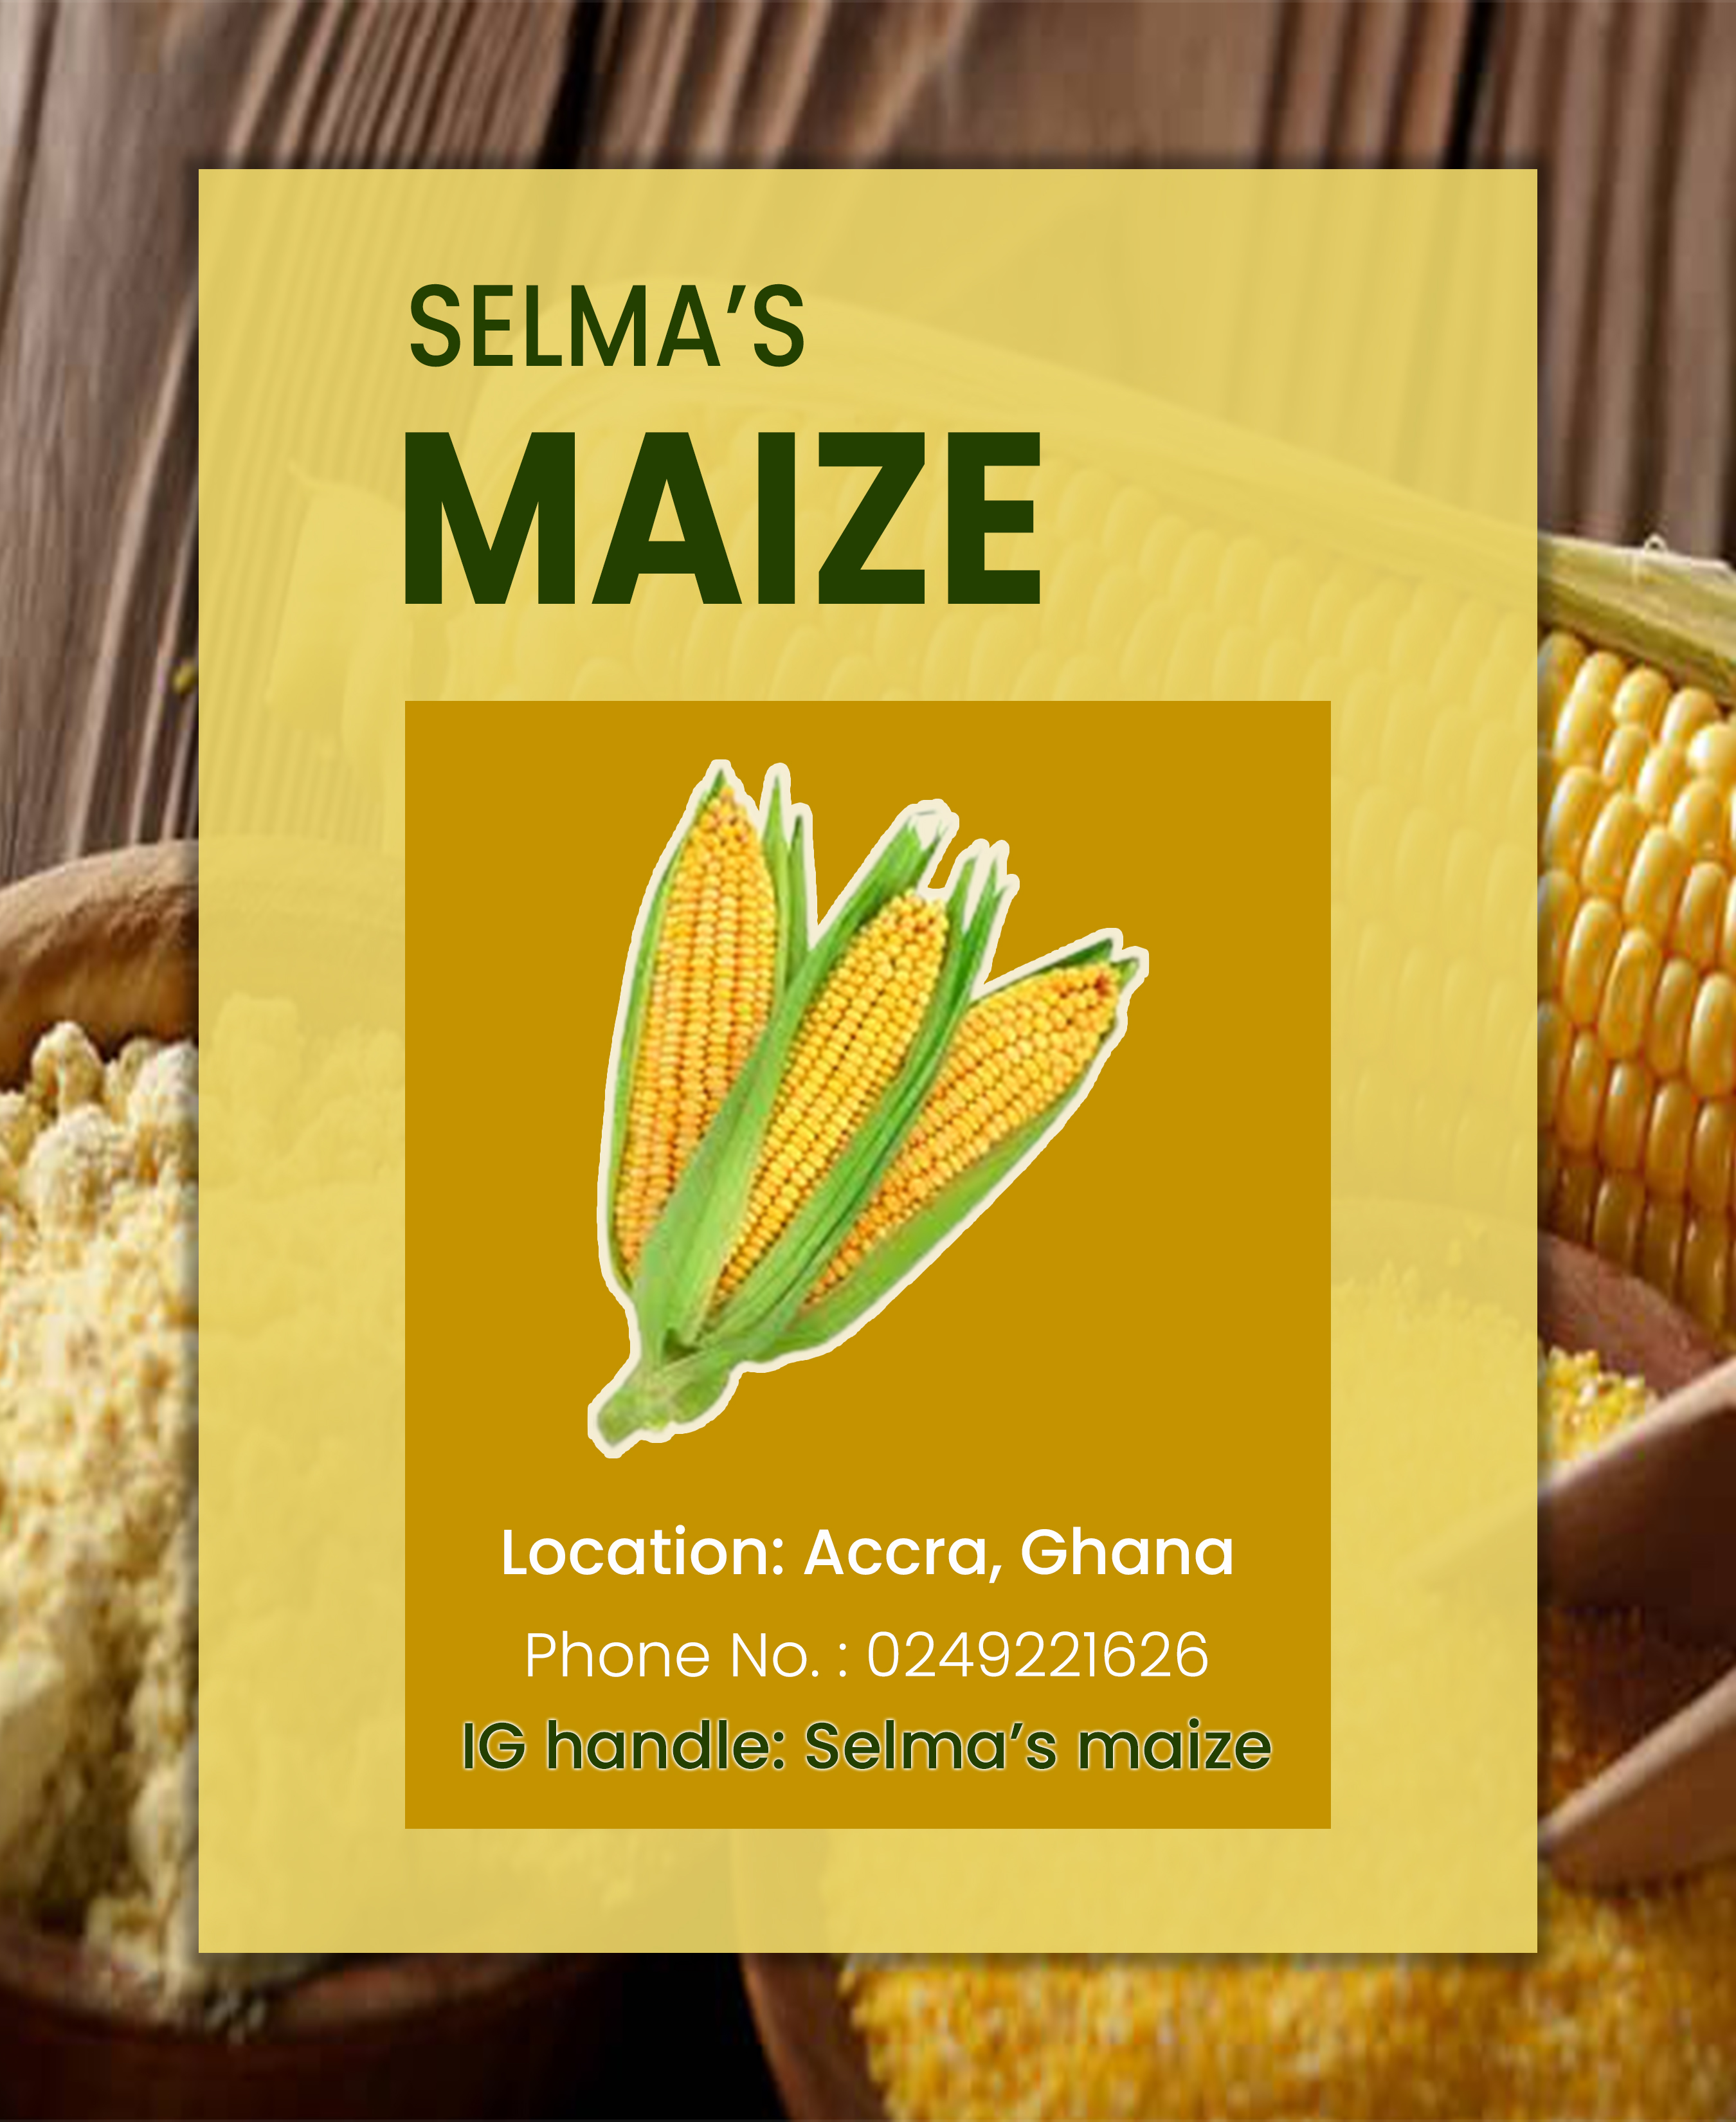 SELMA’S
MAIZE
Location: Accra, Ghana
Phone No. : 0249221626
IG handle: Selma’s maize